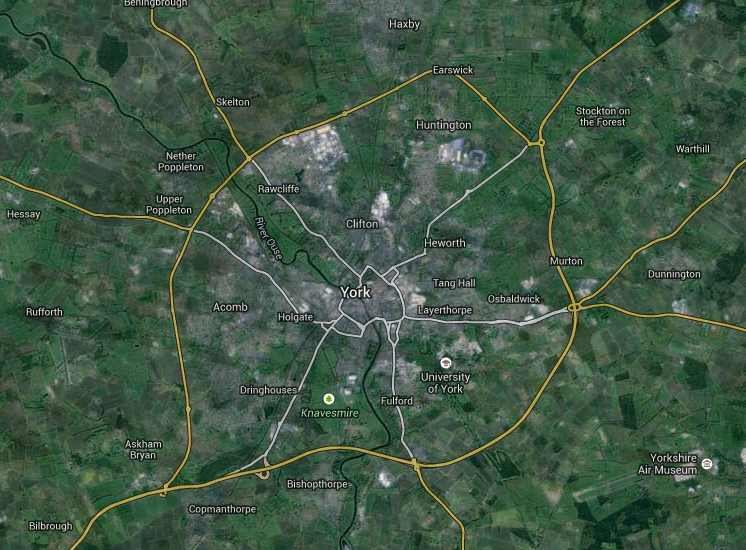 Beningbrough
Haxby
Earswick
Skelton
Stockton on
the Forest
Huntington
Warthill
Nether
Poppleton
Rawcliffe
Upper
Poppleton
Hessay
River Ouse
Clifton
Heworth
Murton
Dunnington
Tang Hall
York
Osbaldwick
Acomb
Layerthorpe
Rufforth
Holgate
University
of York
Dringhouses
Knavesmire
Fulford
Askham
Bryan
Yorkshire
Air Museum
Bishopthorpe
Copmanthorpe
Bilbrough